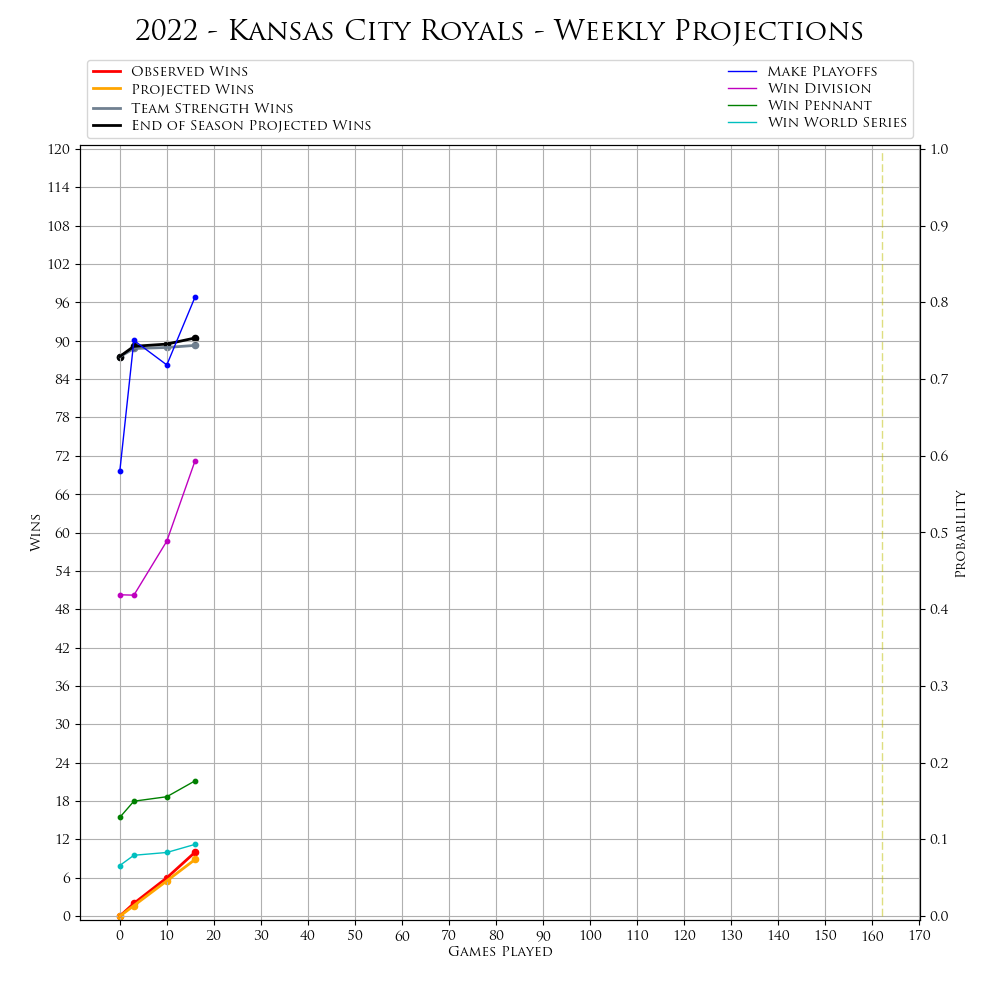 2022 - Kansas City Royals - Weekly Projections
Observed Wins
Projected Wins
Team Strength Wins
End of Season Projected Wins
Make Playoffs
Win Division
Win Pennant
Win World Series
120
114
108
102
96
90
84
78
72
66
60
54
48
42
36
30
24
18
12
6
0
Wins
1.0
0.9
0.8
0.7
0.6
0.5
0.4
0.3
0.2
0.1
0.0
Probability
0 10 20 30 40 50 60 70 80 90 100 110 120 130 140 150 160 170
Games Played